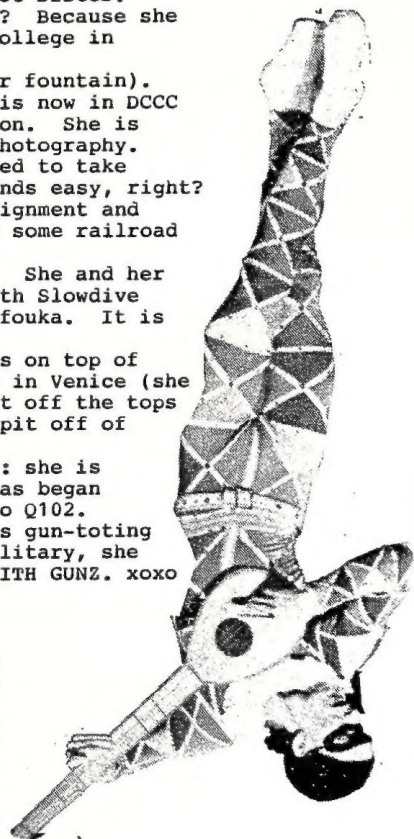 ? Because she
ollege in
r fountain).
is now in DCCC
on. She is
hotography.
ed to take
nds easy, right?
ignment and
some railroad
She and her
th Slowdive
fouka. It is
s on top of
in Venice (she
t off the tops
pit off of
: she is
as began
o Q102.
s gun-toting
litary, she
ITH GUNZ. xoxo